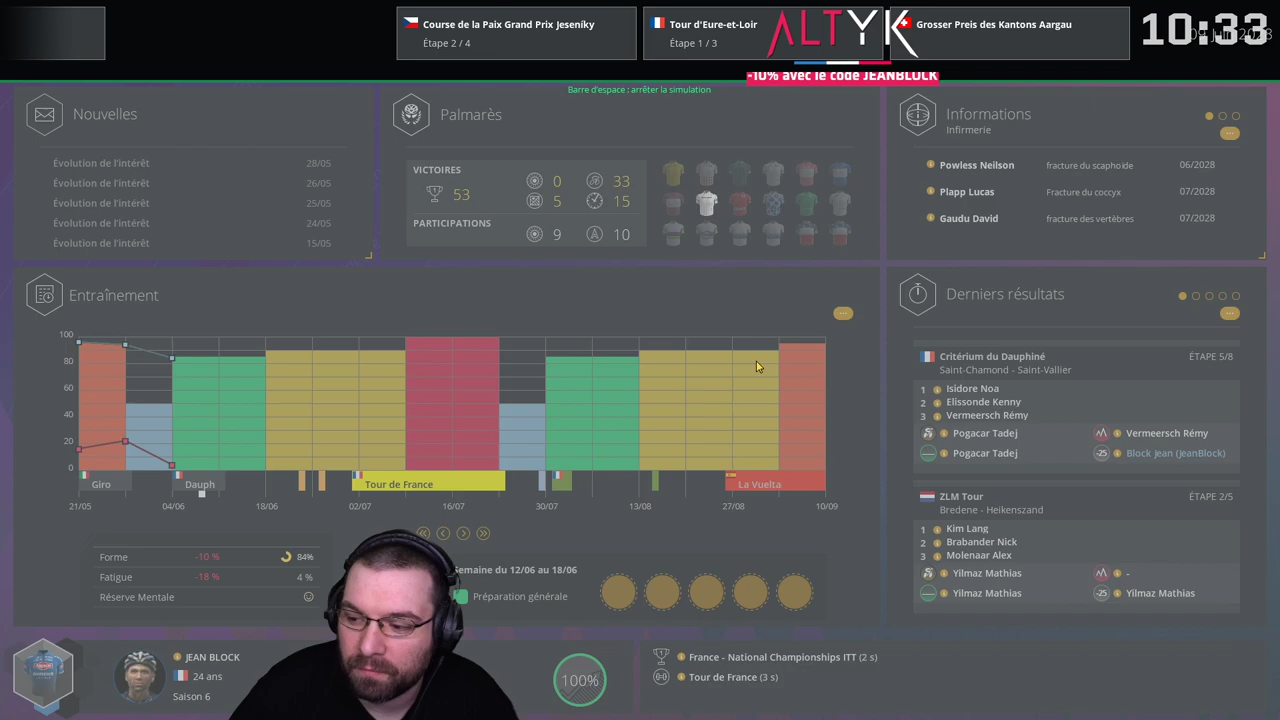 Course de la Paix Grand Prix Jeseníky
Étape 2 / 4
Tour d'Eure-et-Loir
Étape 1 / 3
ALTYK
Grosser Preis des Kantons Aargau
10:33
-10% avec le code JEANBLOCK
Barre d'espace : arrêter la simulation
Nouvelles
Évolution de l'intérêt 28/05
Évolution de l'intérêt 26/05
Évolution de l'intérêt 25/05
Évolution de l'intérêt 24/05
Évolution de l'intérêt 15/05
Palmarès
VICTOIRES
53
0 33
5 15
PARTICIPATIONS
9 10
Informations
Infirmerie
...
Powless Neilson fracture du scaphoïde 06/2028
Plapp Lucas Fracture du coccyx 07/2028
Gaudu David fracture des vertèbres 07/2028
Entraînement
...
100
80
60
40
20
0
Giro
Dauph
Tour de France
La Vuelta
21/05 04/06 18/06 02/07 16/07 30/07 13/08 27/08 10/09
Forme -10 % 84%
Fatigue -18 % 4 %
Réserve Mentale
Semaine du 12/06 au 18/06
Préparation générale
Derniers résultats
...
Critérium du Dauphiné ÉTAPE 5/8
Saint-Chamond - Saint-Vallier
1 Isidore Noa
2 Elissonde Kenny
3 Vermeersch Rémy
Pogacar Tadej Vermeersch Rémy
Pogacar Tadej -25 Block Jean (JeanBlock)
ZLM Tour ÉTAPE 2/5
Bredene - Heikenszand
1 Kim Lang
2 Brabander Nick
3 Molenaar Alex
Yilmaz Mathias -
Yilmaz Mathias -25 Yilmaz Mathias
JEAN BLOCK
24 ans
Saison 6
100%
France - National Championships ITT (2 s)
Tour de France (3 s)